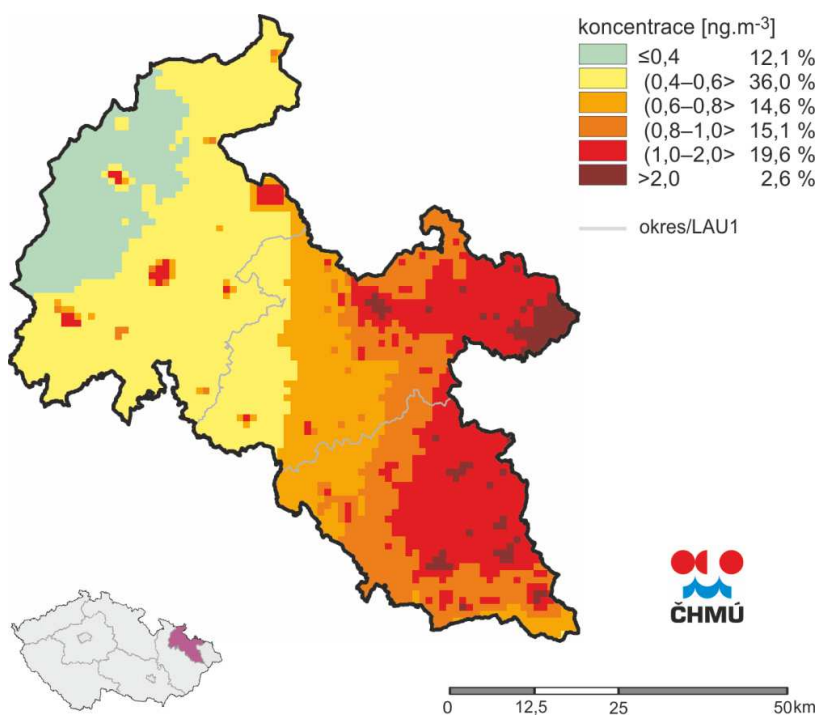 koncentrace [ng.m-3]
≤0,4 12,1 %
(0,4–0,6> 36,0 %
(0,6–0,8> 14,6 %
(0,8–1,0> 15,1 %
(1,0–2,0> 19,6 %
>2,0 2,6 %
okres/LAU1
ČHMÚ
0 12,5 25 50km